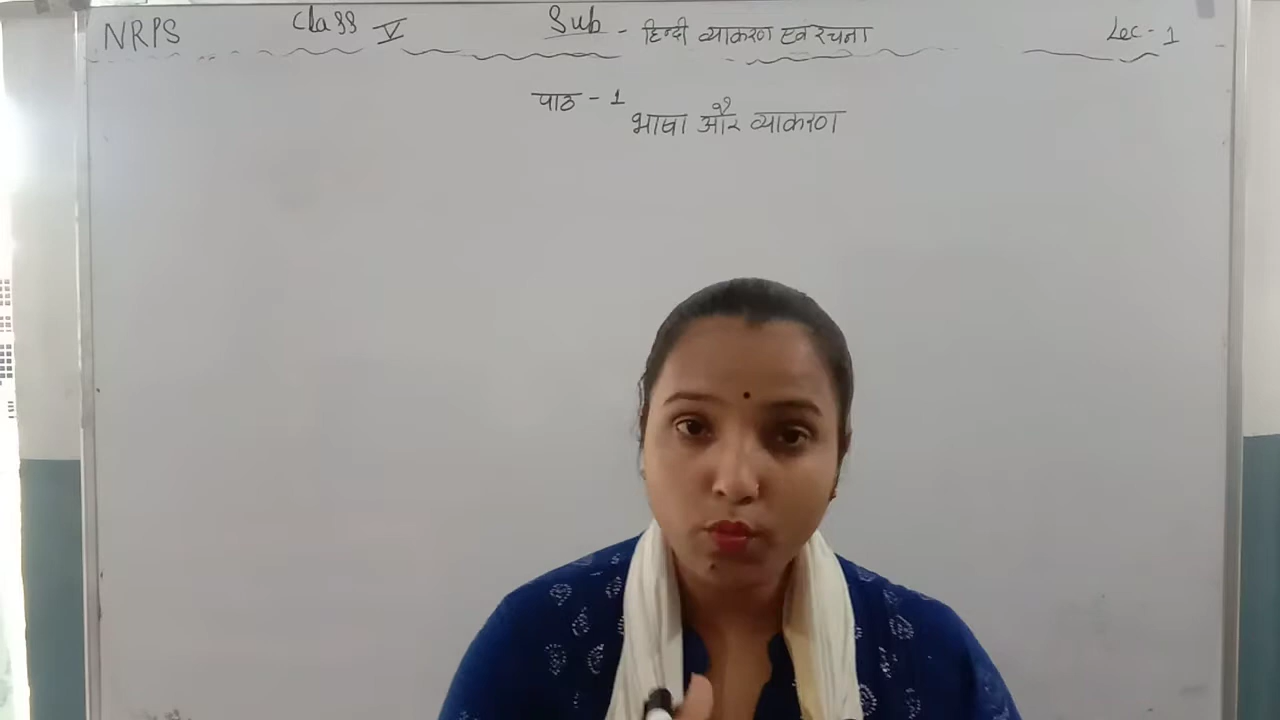 NRPS Class V Sub - हिन्दी व्याकरण एवं रचना Lec - 1
पाठ - 1
भाषा और व्याकरण